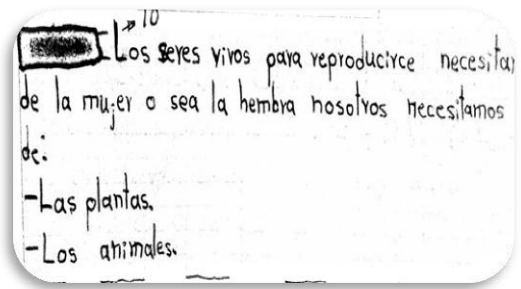 10
Los seres vivos para reproducirce necesitan
de la mujer o sea la hembra nosotros necesitamos
de:
-Las plantas.
-Los animales.